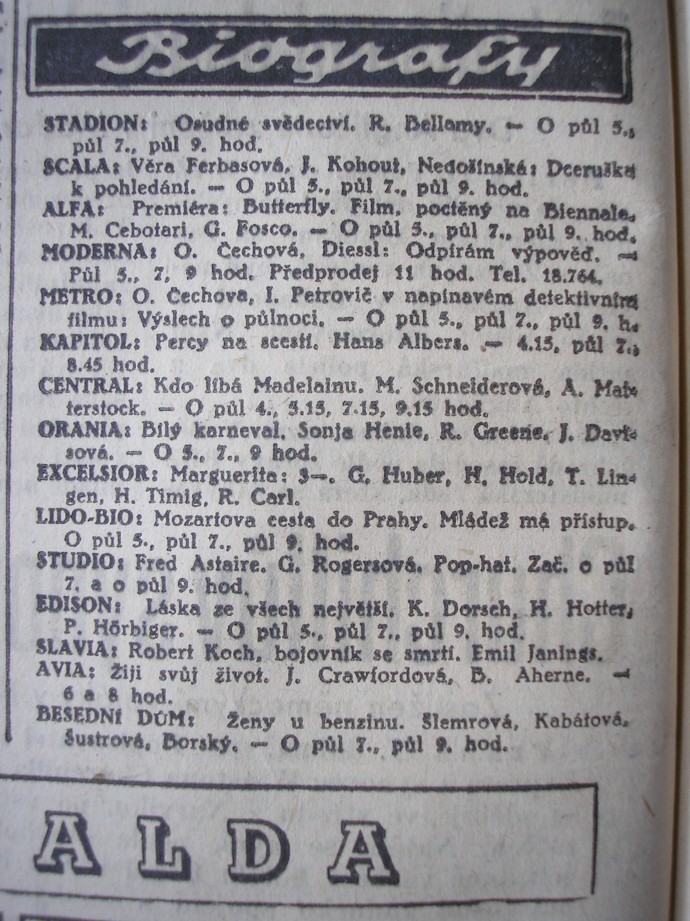 Biografy
STADION: Osudné svědectví. R. Bellamy. — O půl 5.,
půl 7., půl 9. hod.
SCALA: Věra Ferbasová, J. Kohout, Nedošínská: Dceruška
k pohledání. — O půl 5., půl 7., půl 9. hod.
ALFA: Premiéra: Butterfly. Film, poctěný na Biennale.
M. Cebotari, G. Fosco. — O půl 5., půl 7., půl 9. hod.
MODERNA: O. Čechová, Diessl: Odpírám výpověď. —
Půl 5., 7, 9 hod. Předprodej 11 hod. Tel. 18.764.
METRO: O. Čechova, I. Petrovič v napínavém detektivním
filmu: Výslech o půlnoci. — O půl 5., půl 7., půl 9. h.
KAPITOL: Percy na scestí. Hans Albers. — 4.15, půl 7.,
8.45 hod.
CENTRAL: Kdo líbá Madelainu. M. Schneiderová, A. Mat-
terstock. — O půl 4., 5.15, 7.15, 9.15 hod.
ORANIA: Bílý karneval. Sonja Henie, R. Greene, J. Davi-
sová. — O 5., 7., 9 hod.
EXCELSIOR: Marguerita: 3—. G. Huber, H. Hold, T. Lin-
gen, H. Timig, R. Carl.
LIDO-BIO: Mozartova cesta do Prahy. Mládež má přístup.
O půl 5., půl 7., půl 9. hod.
STUDIO: Fred Astaire, G. Rogersová, Pop-hat. Zač. o půl
7. a o půl 9. hod.
EDISON: Láska ze všech největší. K. Dorsch, H. Hotter,
P. Hörbiger. — O půl 5., půl 7., půl 9. hod.
SLAVIA: Robert Koch, bojovník se smrtí. Emil Janings.
AVIA: Žiji svůj život. J. Crawfordová, B. Aherne. —
6 a 8 hod.
BESEDNÍ DŮM: Ženy u benzinu. Šlemrová, Kabátová,
Šustrová, Borský. — O půl 7., půl 9. hod.
ALDA